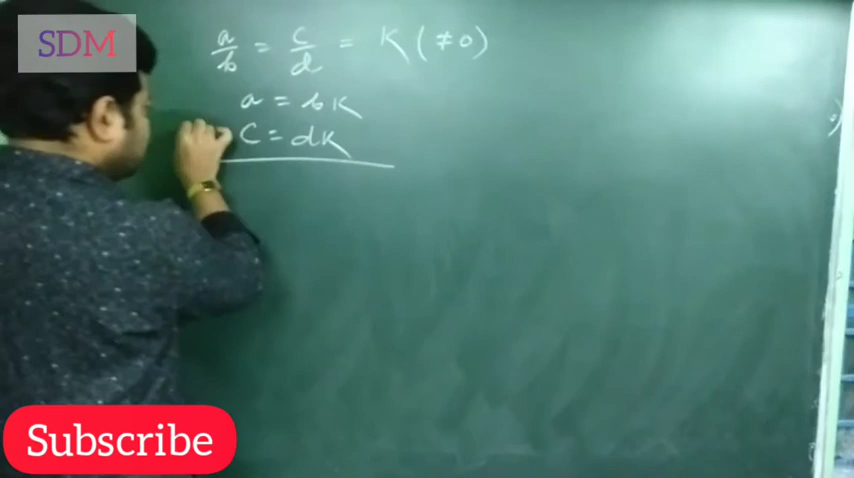 SDM
a/b = c/d = K (≠0)
a = bK
C = dK
Subscribe